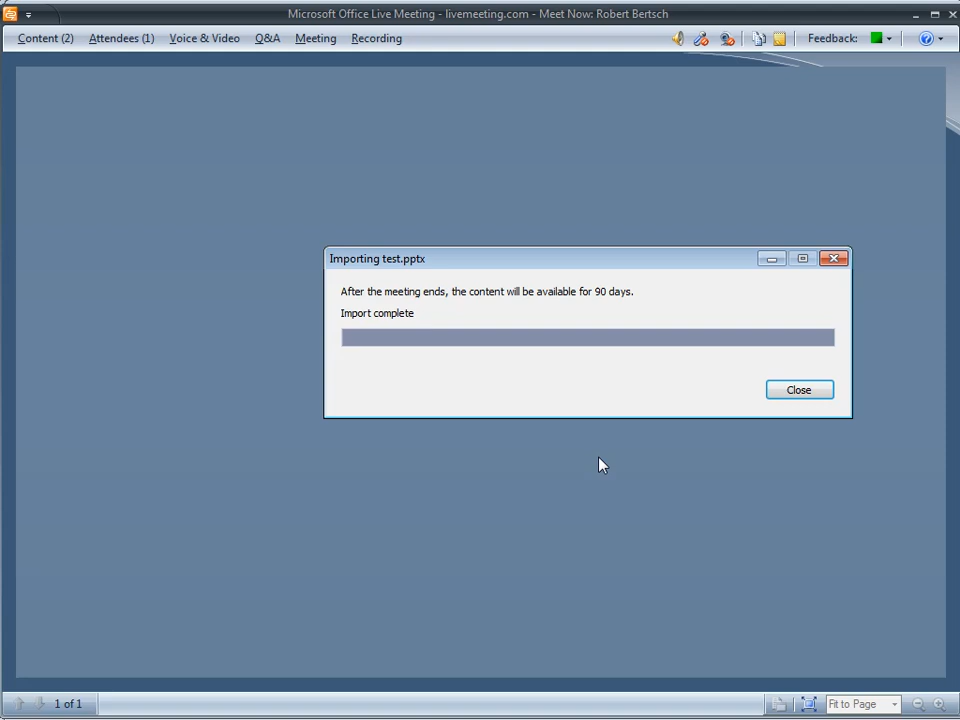 Microsoft Office Live Meeting - livemeeting.com - Meet Now: Robert Bertsch
Content (2) Attendees (1) Voice & Video Q&A Meeting Recording Feedback:
Importing test.pptx
After the meeting ends, the content will be available for 90 days.
Import complete
Close
1 of 1 Fit to Page